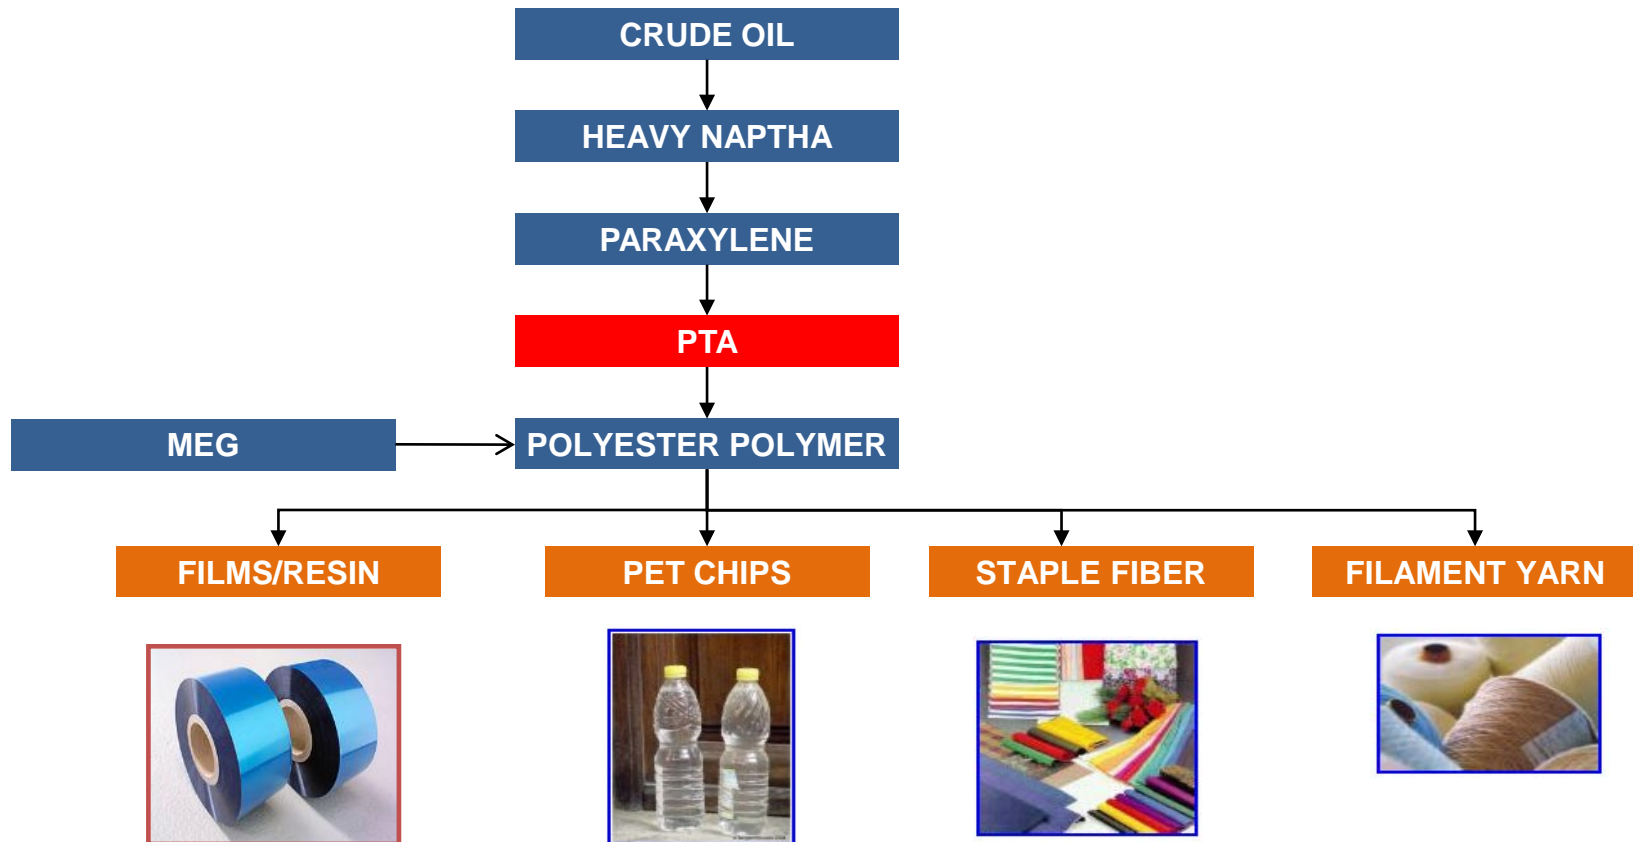 CRUDE OIL
HEAVY NAPTHA
PARAXYLENE
PTA
MEG
POLYESTER POLYMER
FILMS/RESIN
PET CHIPS
STAPLE FIBER
FILAMENT YARN